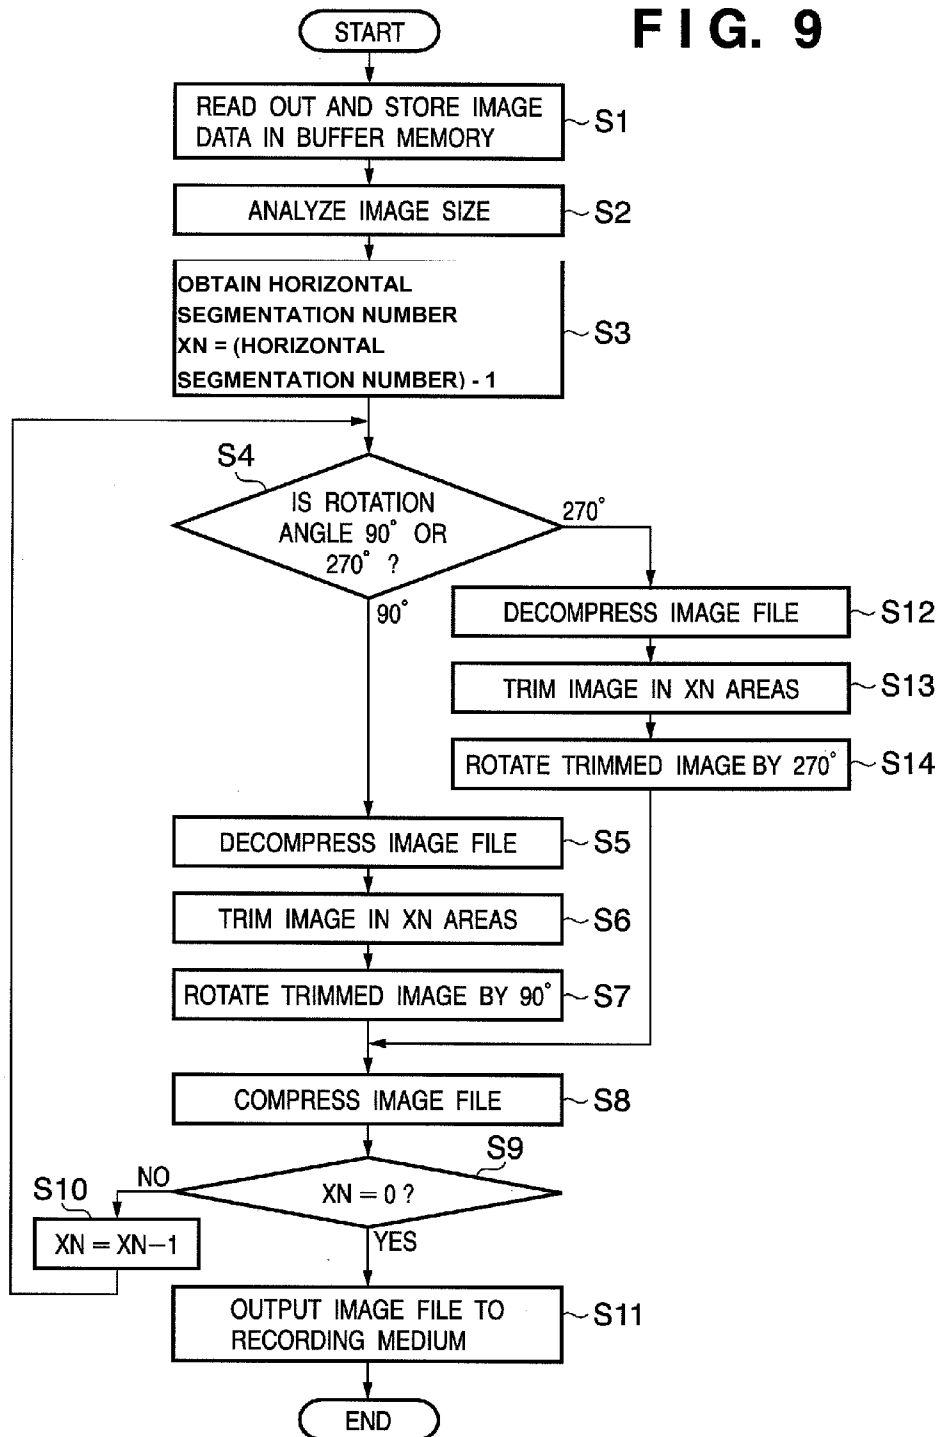 FIG. 9
START
READ OUT AND STORE IMAGE
DATA IN BUFFER MEMORY
S1
ANALYZE IMAGE SIZE
S2
OBTAIN HORIZONTAL
SEGMENTATION NUMBER
XN = (HORIZONTAL
SEGMENTATION NUMBER) - 1
S3
S4
IS ROTATION
ANGLE 90° OR
270° ?
270°
90°
DECOMPRESS IMAGE FILE
S12
TRIM IMAGE IN XN AREAS
S13
ROTATE TRIMMED IMAGE BY 270°
S14
DECOMPRESS IMAGE FILE
S5
TRIM IMAGE IN XN AREAS
S6
ROTATE TRIMMED IMAGE BY 90°
S7
COMPRESS IMAGE FILE
S8
S9
XN = 0 ?
NO
YES
S10
XN = XN−1
OUTPUT IMAGE FILE TO
RECORDING MEDIUM
S11
END